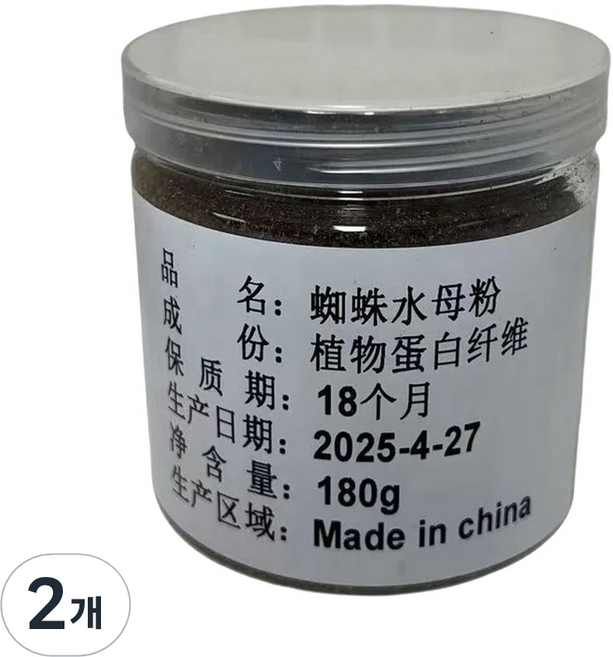 品 名：蜘蛛水母粉
成 份：植物蛋白纤维
保 质 期：18个月
生产日期：2025-4-27
净 含 量：180g
生产区域：Made in china
2개